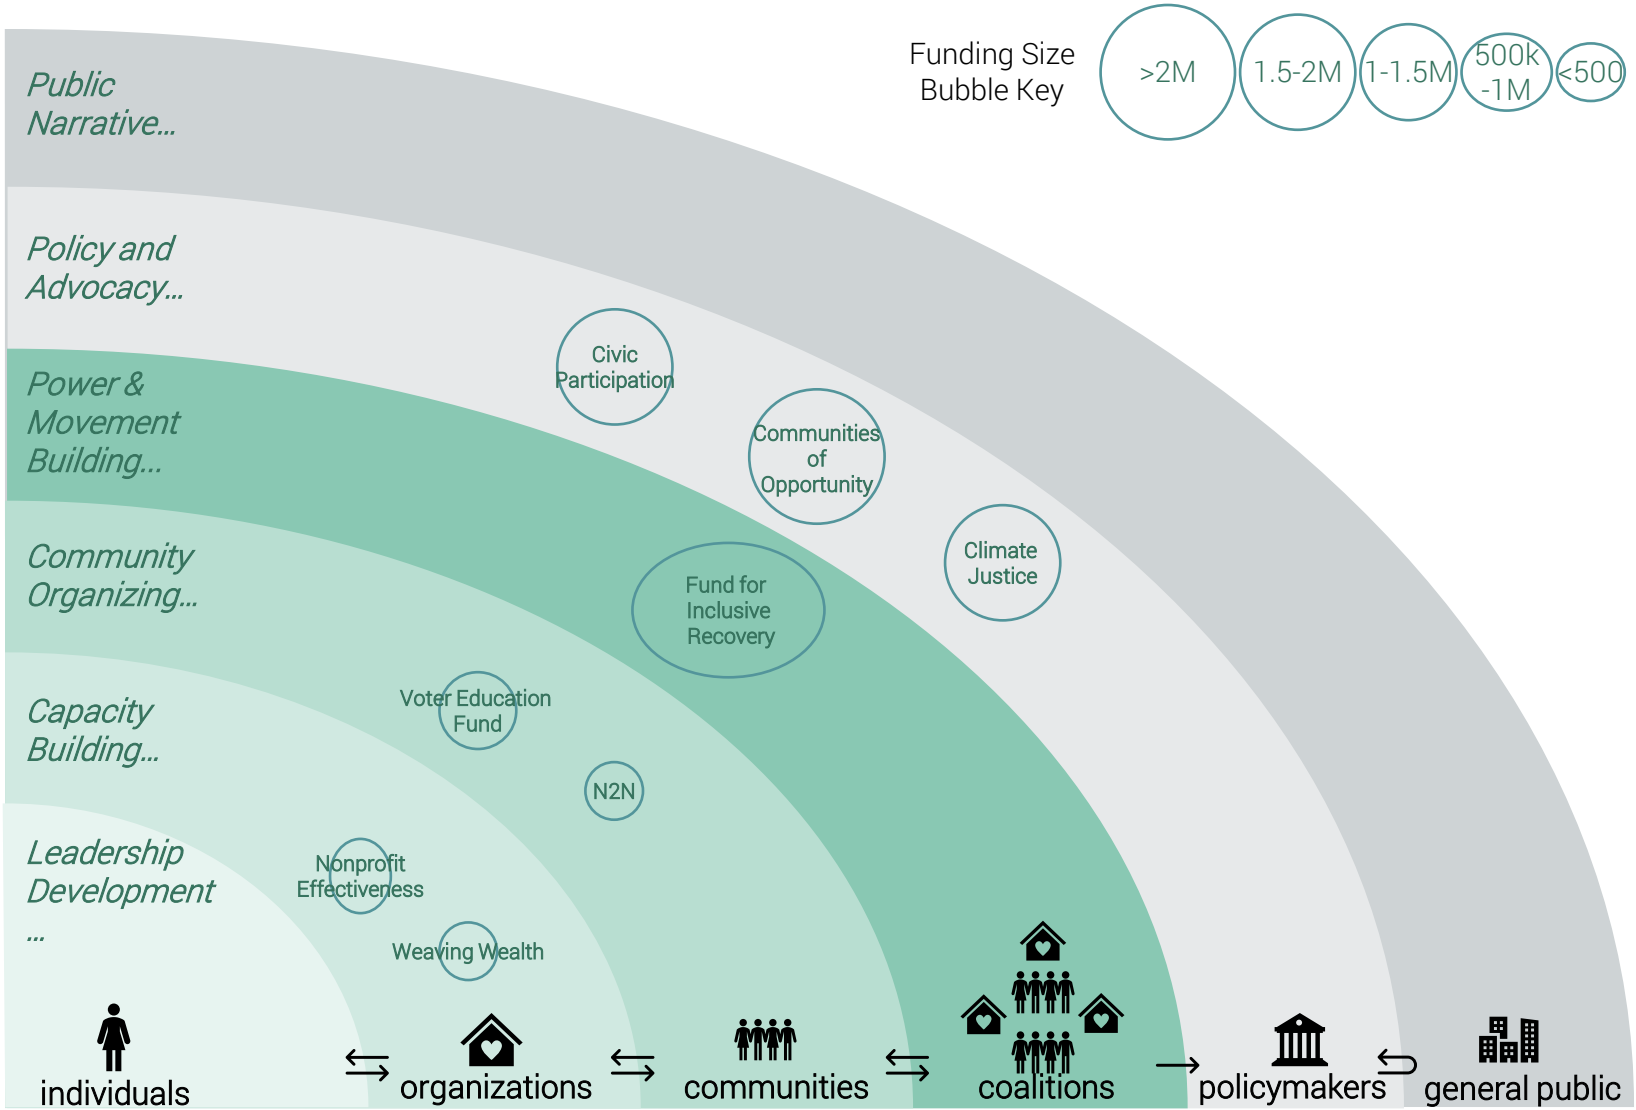 Funding Size
Bubble Key
>2M
1.5-2M
1-1.5M
500k
-1M
<500
Public
Narrative...
Policy and
Advocacy...
Power &
Movement
Building...
Community
Organizing...
Capacity
Building...
Leadership
Development
...
Civic
Participation
Communities
of
Opportunity
Climate
Justice
Fund for
Inclusive
Recovery
Voter Education
Fund
N2N
Nonprofit
Effectiveness
Weaving Wealth
individuals
organizations
communities
coalitions
policymakers
general public